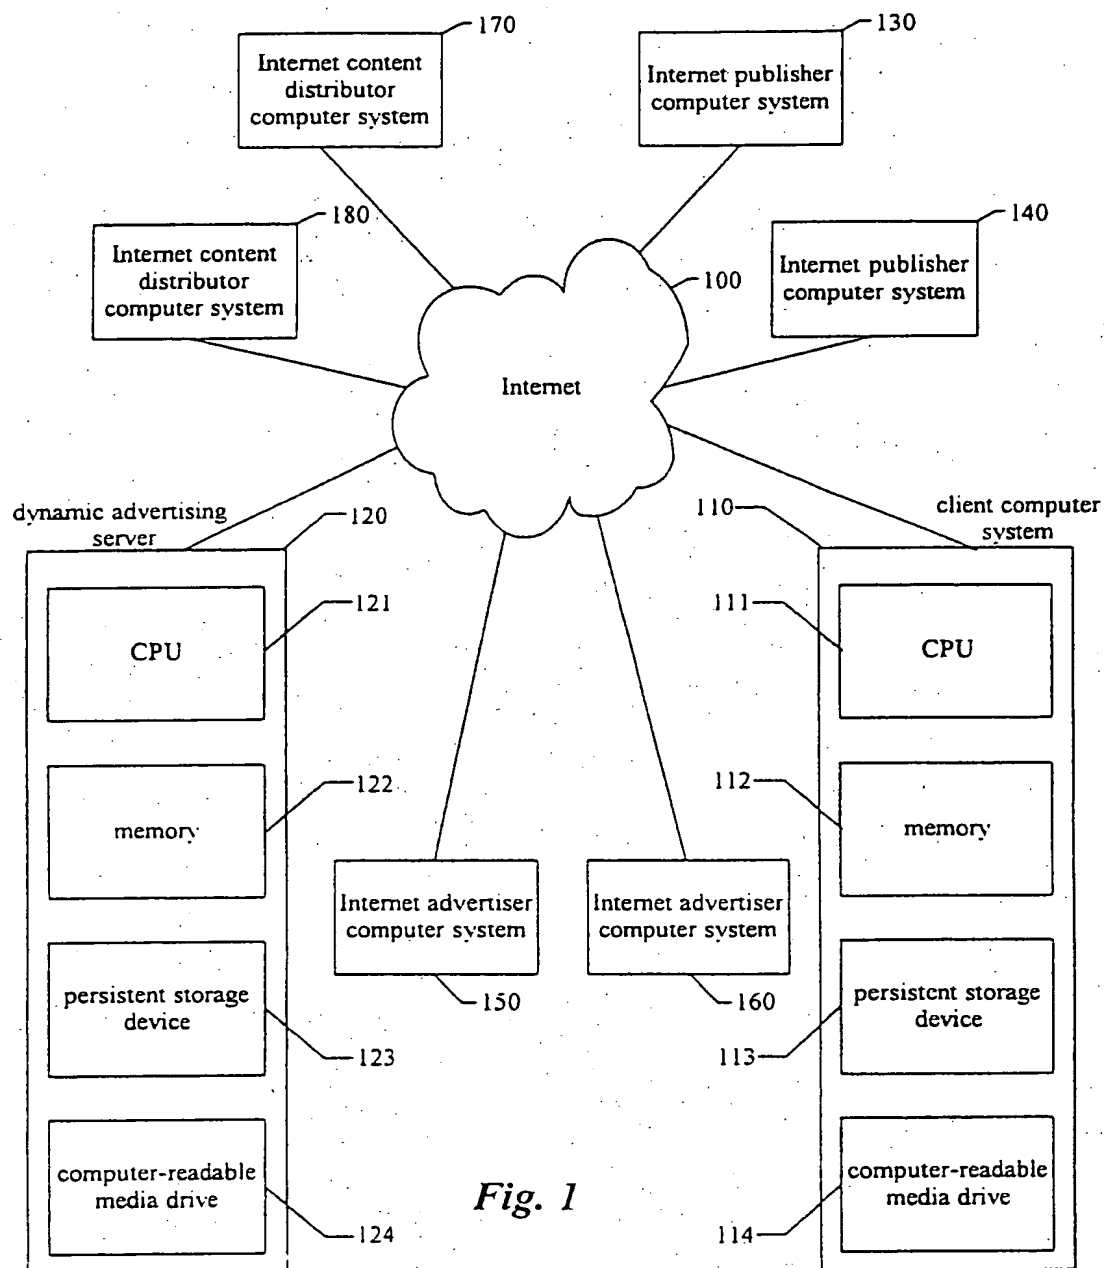 170
Internet content
distributor
computer system
130
Internet publisher
computer system
180
Internet content
distributor
computer system
140
Internet publisher
computer system
100
Internet
dynamic advertising
server
120
121
CPU
122
memory
persistent storage
device
123
computer-readable
media drive
124
110
client computer
system
111
CPU
112
memory
persistent storage
device
113
computer-readable
media drive
114
Internet advertiser
computer system
150
Internet advertiser
computer system
160
Fig. 1